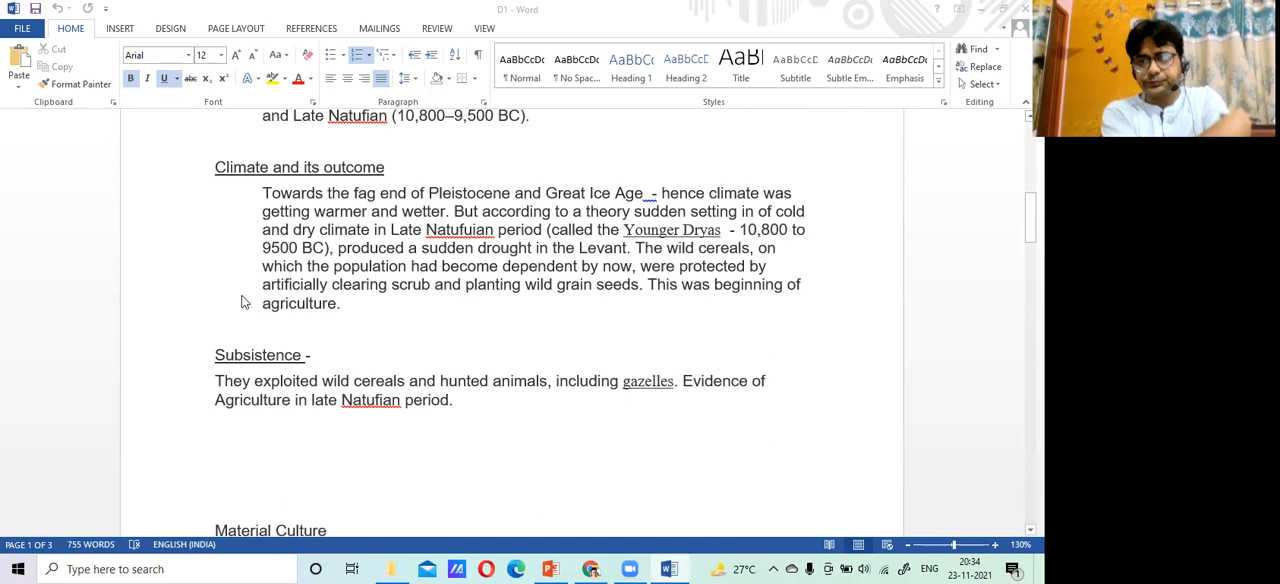 D1 - Word
FILE HOME INSERT DESIGN PAGE LAYOUT REFERENCES MAILINGS REVIEW VIEW
Paste
Cut
Copy
Format Painter
Arial 12
Clipboard Font Paragraph Styles Editing
AaBbCcDc AaBbCcDc AaBbCc AaBbCcD AaBI AaBbCcD AaBbCcDc AaBbCcDc
¶ Normal ¶ No Spac... Heading 1 Heading 2 Title Subtitle Subtle Em... Emphasis
Find
Replace
Select
and Late Natufian (10,800–9,500 BC).
Climate and its outcome
Towards the fag end of Pleistocene and Great Ice Age - hence climate was
getting warmer and wetter. But according to a theory sudden setting in of cold
and dry climate in Late Natufuian period (called the Younger Dryas - 10,800 to
9500 BC), produced a sudden drought in the Levant. The wild cereals, on
which the population had become dependent by now, were protected by
artificially clearing scrub and planting wild grain seeds. This was beginning of
agriculture.
Subsistence -
They exploited wild cereals and hunted animals, including gazelles. Evidence of
Agriculture in late Natufian period.
Material Culture
PAGE 1 OF 3 755 WORDS ENGLISH (INDIA) 130%
Type here to search
27°C ENG 20:34
23-11-2021